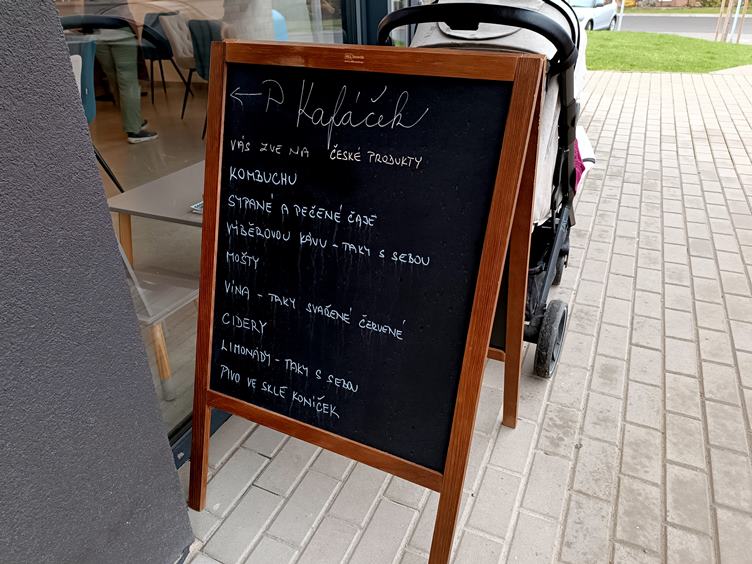 ← P Kafáček
VÁS ZVE NA ČESKÉ PRODUKTY
KOMBUCHU
SYPANÉ A PEČENÉ ČAJE
VÝBĚROVOU KÁVU - TAKY S SEBOU
MOŠTY
VÍNA - TAKY SVAŘENÉ ČERVENÉ
CIDERY
LIMONÁDY - TAKY S SEBOU
PIVO VE SKLE KONÍČEK